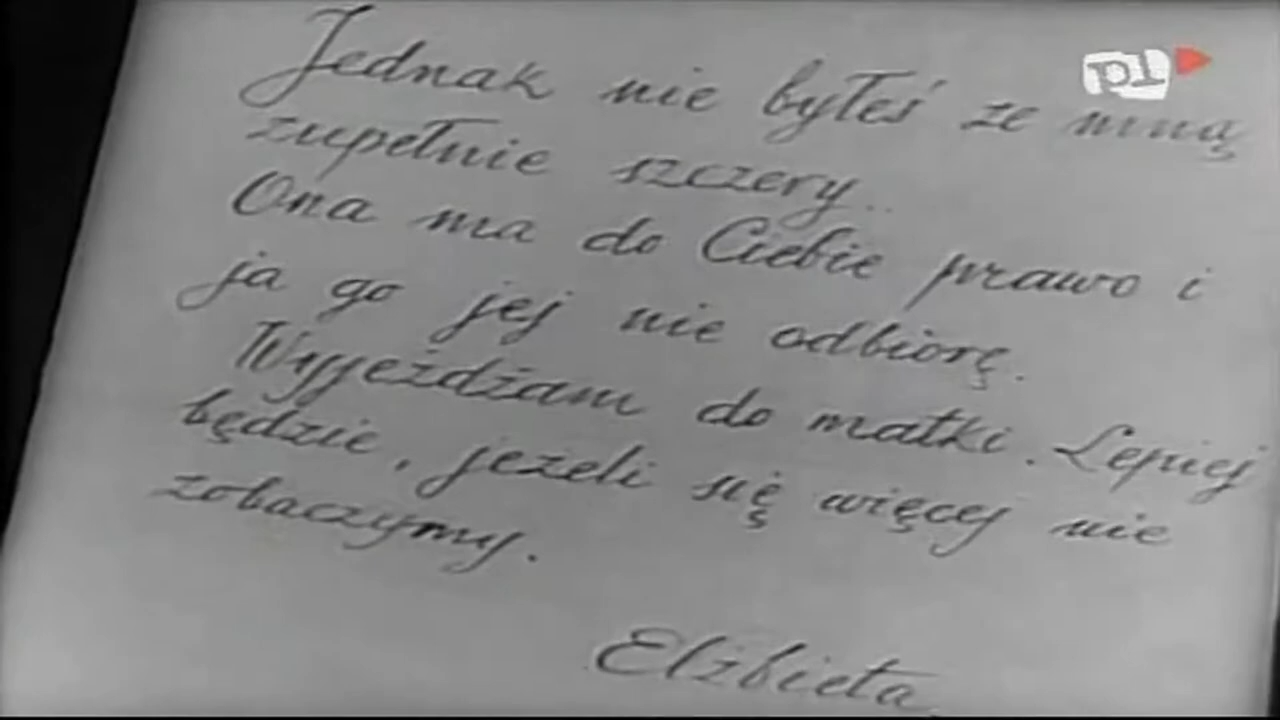 Jednak nie byłeś ze mną
zupełnie szczery..
Ona ma do Ciebie prawo i
ja go jej nie odbiorę.
Wyjeżdżam do matki. Lepiej
będzie, jeżeli się więcej nie
zobaczymy.
Elżbieta